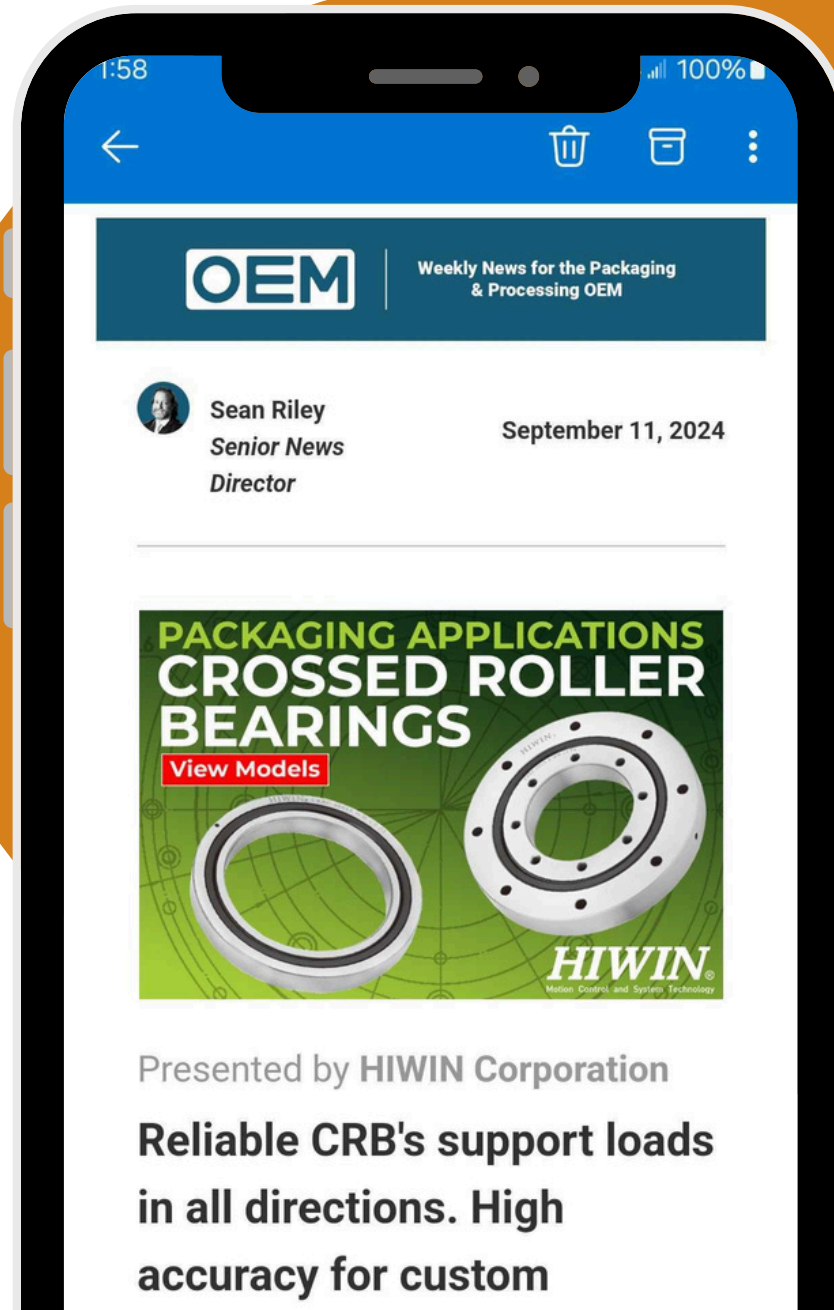 1:58
100%
OEM
Weekly News for the Packaging
& Processing OEM
Sean Riley
Senior News
Director
September 11, 2024
PACKAGING APPLICATIONS
CROSSED ROLLER
BEARINGS
View Models
HIWIN.
HIWIN®
Motion Control and System Technology
Presented by HIWIN Corporation
Reliable CRB's support loads
in all directions. High
accuracy for custom